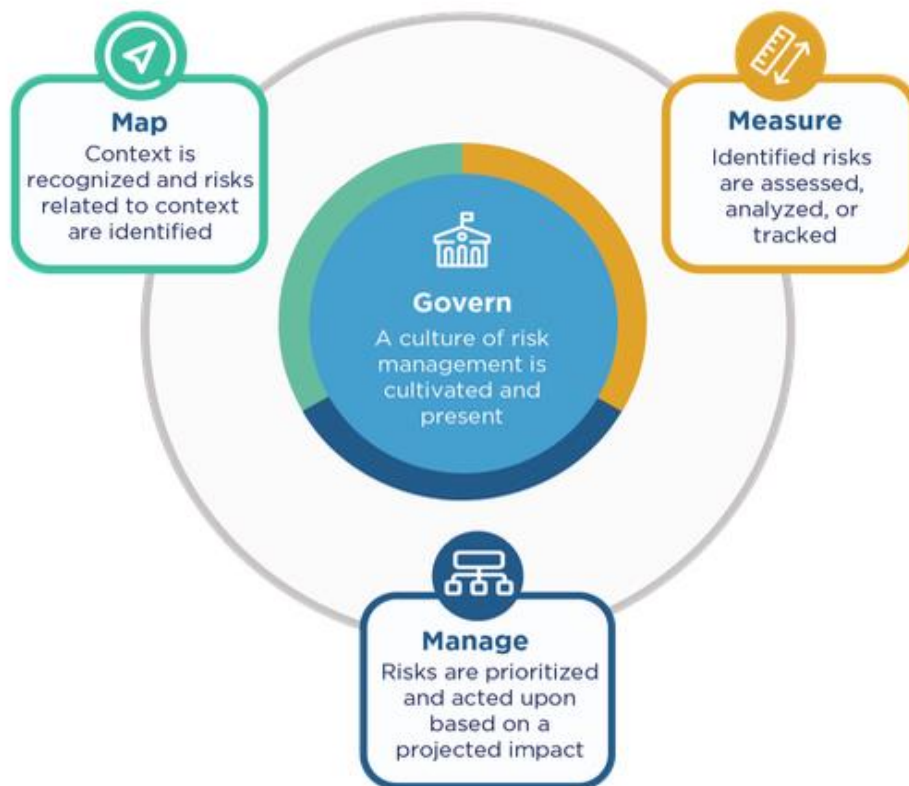 Map
Context is
recognized and risks
related to context
are identified
Measure
Identified risks
are assessed,
analyzed, or
tracked
Govern
A culture of risk
management is
cultivated and
present
Manage
Risks are prioritized
and acted upon
based on a
projected impact